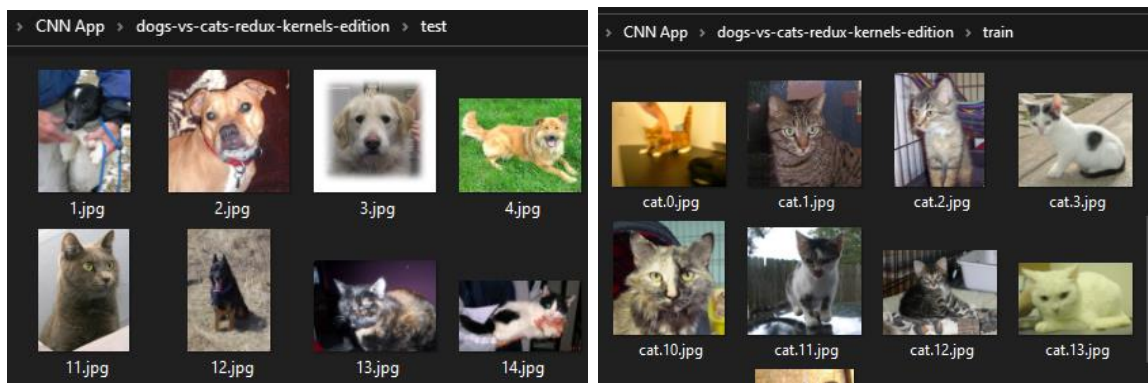 > CNN App > dogs-vs-cats-redux-kernels-edition > test
1.jpg 2.jpg 3.jpg 4.jpg
11.jpg 12.jpg 13.jpg 14.jpg
> CNN App > dogs-vs-cats-redux-kernels-edition > train
cat.0.jpg cat.1.jpg cat.2.jpg cat.3.jpg
cat.10.jpg cat.11.jpg cat.12.jpg cat.13.jpg